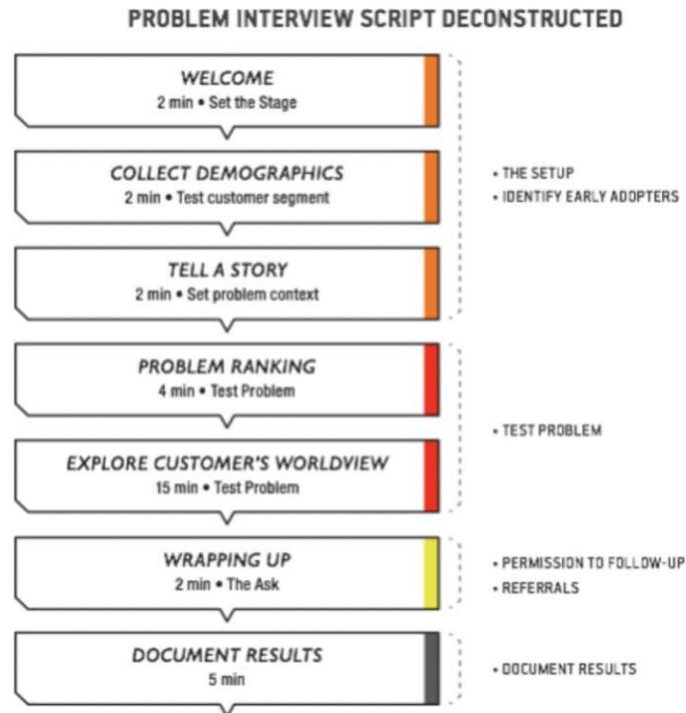 PROBLEM INTERVIEW SCRIPT DECONSTRUCTED
WELCOME
2 min • Set the Stage
COLLECT DEMOGRAPHICS
2 min • Test customer segment
• THE SETUP
• IDENTIFY EARLY ADOPTERS
TELL A STORY
2 min • Set problem context
PROBLEM RANKING
4 min • Test Problem
• TEST PROBLEM
EXPLORE CUSTOMER'S WORLDVIEW
15 min • Test Problem
WRAPPING UP
2 min • The Ask
• PERMISSION TO FOLLOW-UP
• REFERRALS
DOCUMENT RESULTS
5 min
• DOCUMENT RESULTS